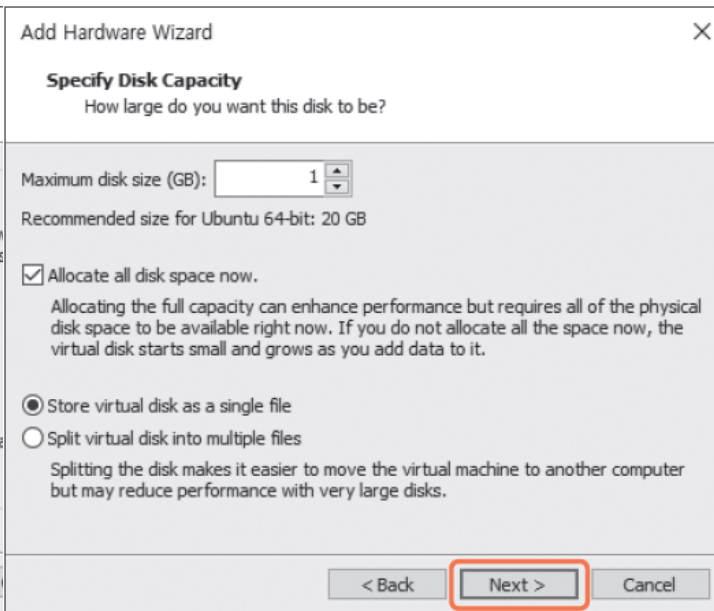 Add Hardware Wizard
Specify Disk Capacity
How large do you want this disk to be?
Maximum disk size (GB): 1
Recommended size for Ubuntu 64-bit: 20 GB
Allocate all disk space now.
Allocating the full capacity can enhance performance but requires all of the physical
disk space to be available right now. If you do not allocate all the space now, the
virtual disk starts small and grows as you add data to it.
Store virtual disk as a single file
Split virtual disk into multiple files
Splitting the disk makes it easier to move the virtual machine to another computer
but may reduce performance with very large disks.
< Back Next > Cancel